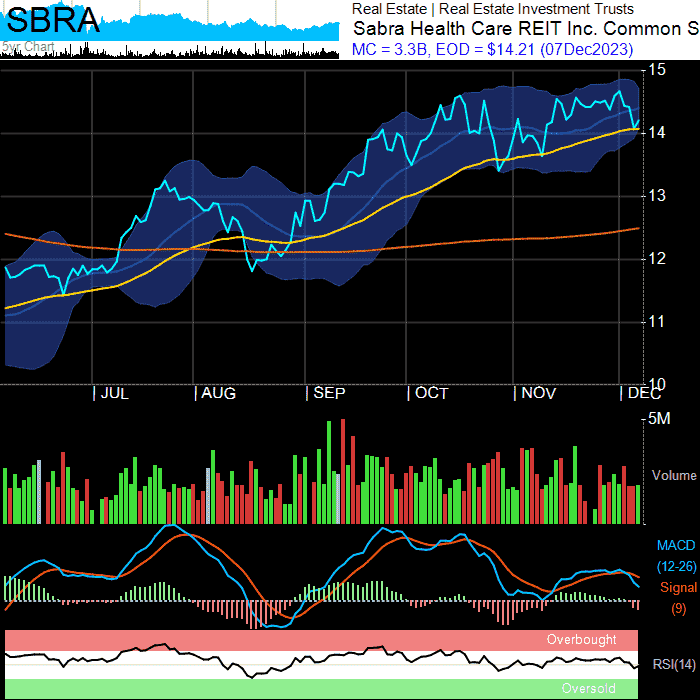 SBRA
5yr Chart
Real Estate | Real Estate Investment Trusts
Sabra Health Care REIT Inc. Common S
MC = 3.3B, EOD = $14.21 (07Dec2023)
15
14
13
12
11
10
| JUL | AUG | SEP | OCT | NOV | DEC
5M
Volume
MACD
(12-26)
Signal
(9)
Overbought
RSI(14)
Oversold